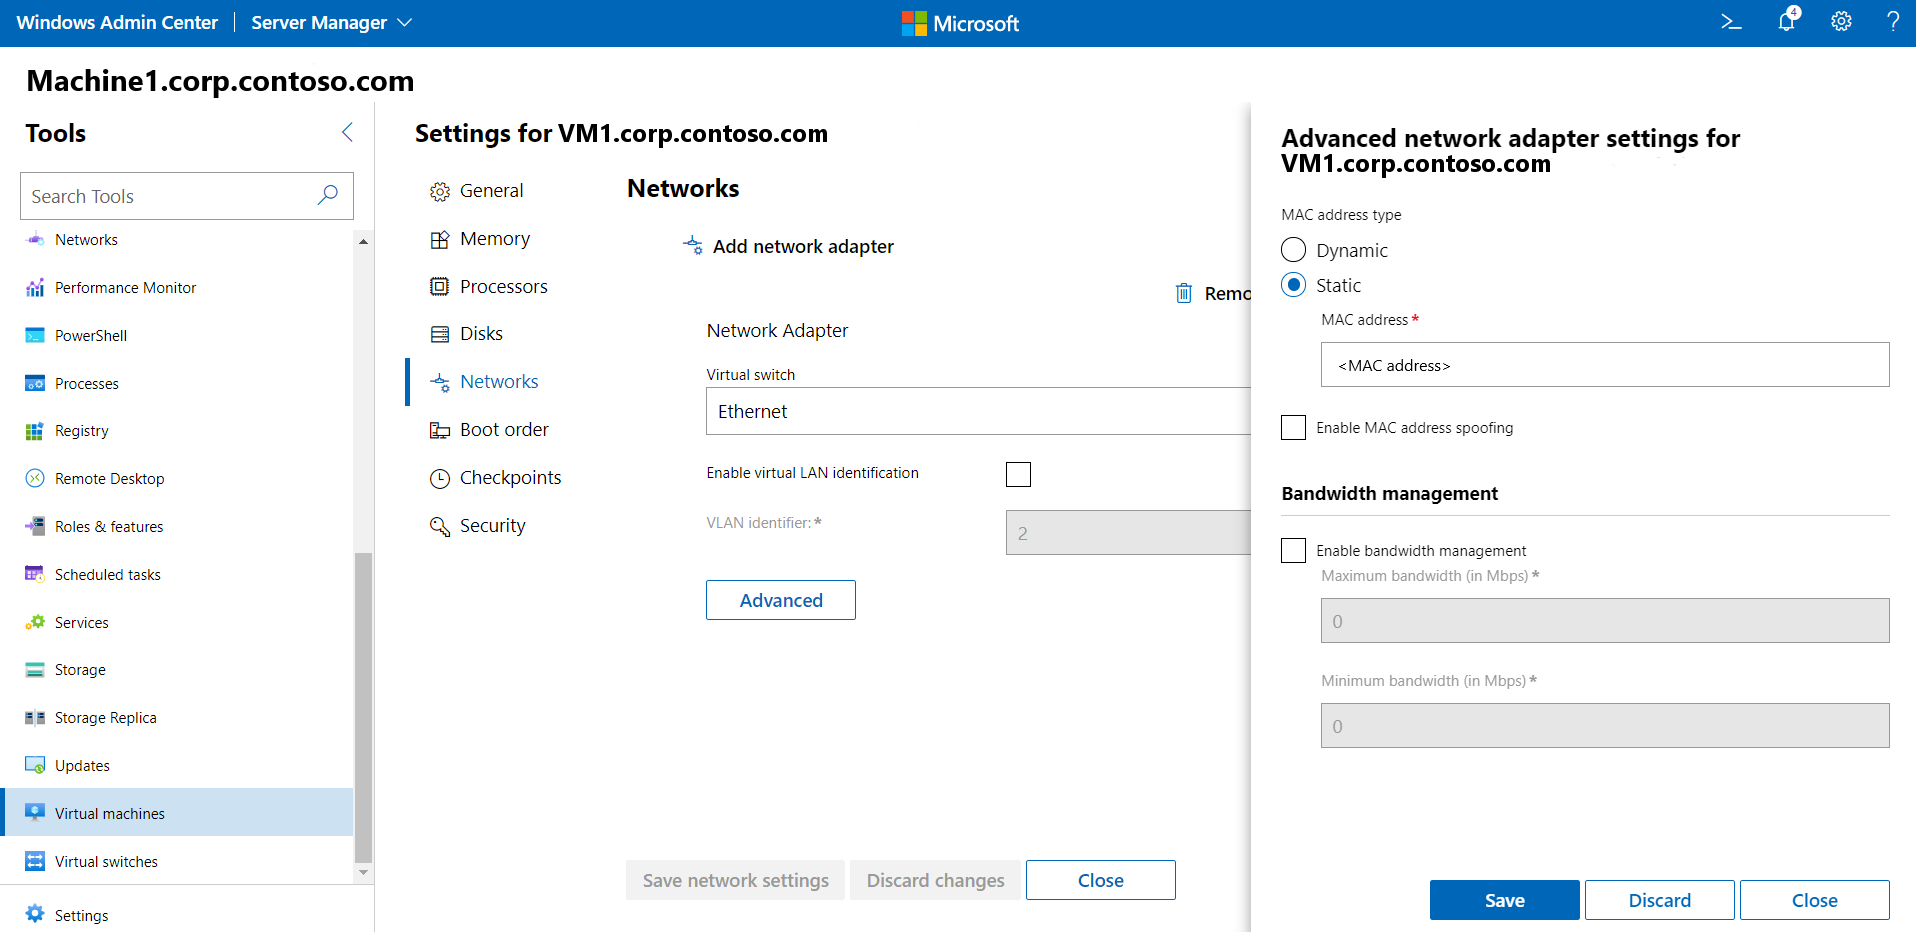 Windows Admin Center
Server Manager
Microsoft
4
Machine1.corp.contoso.com
Tools
Search Tools
Networks
Performance Monitor
PowerShell
Processes
Registry
Remote Desktop
Roles & features
Scheduled tasks
Services
Storage
Storage Replica
Updates
Virtual machines
Virtual switches
Settings
Settings for VM1.corp.contoso.com
General
Memory
Processors
Disks
Networks
Boot order
Checkpoints
Security
Networks
Add network adapter
Remo
Network Adapter
Virtual switch
Ethernet
Enable virtual LAN identification
VLAN identifier: *
2
Advanced
Save network settings
Discard changes
Close
Advanced network adapter settings for
VM1.corp.contoso.com
MAC address type
Dynamic
Static
MAC address *
<MAC address>
Enable MAC address spoofing
Bandwidth management
Enable bandwidth management
Maximum bandwidth (in Mbps) *
0
Minimum bandwidth (in Mbps) *
0
Save
Discard
Close